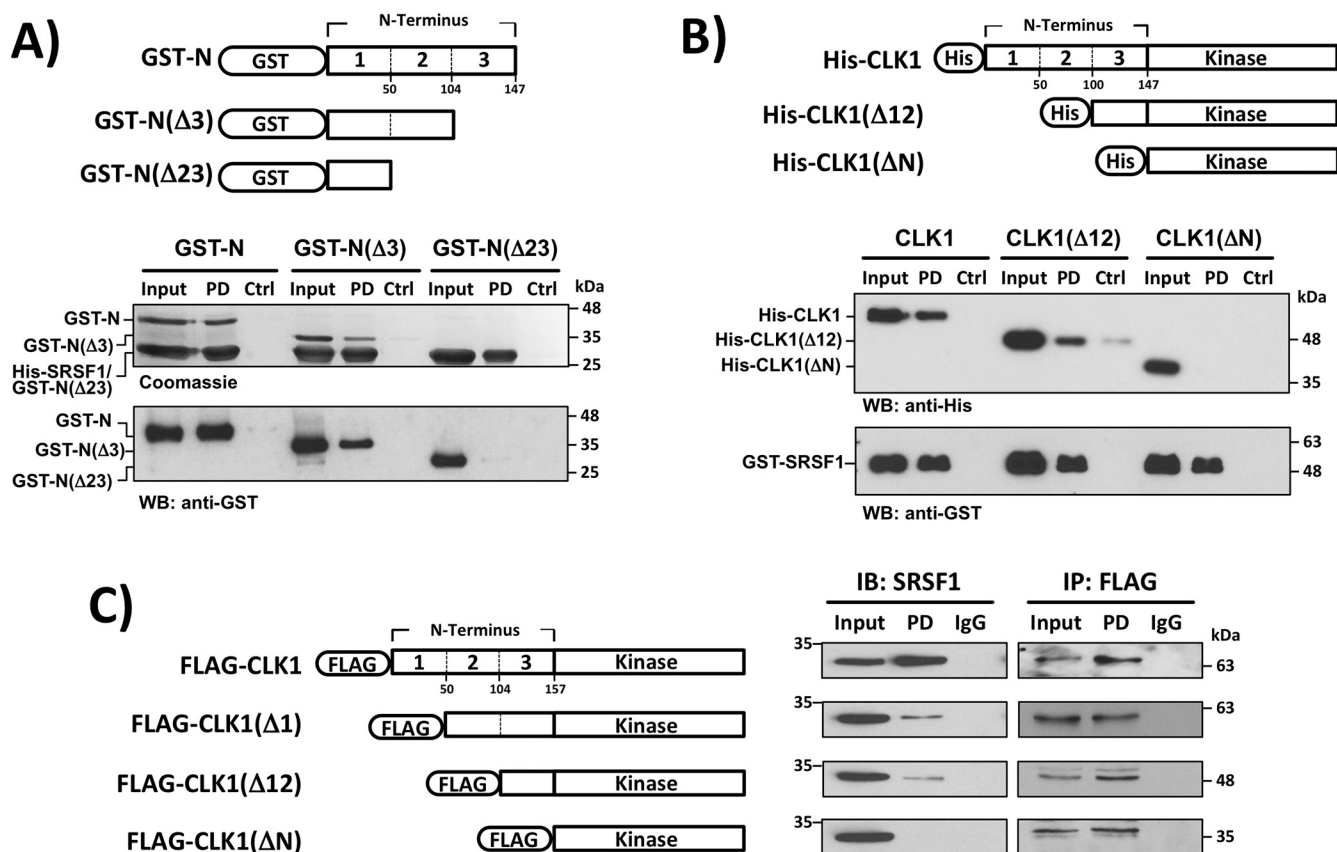 A)
N-Terminus
GST-N GST 1 2 3
50 104 147
GST-N(Δ3) GST
GST-N(Δ23) GST
GST-N GST-N(Δ3) GST-N(Δ23)
Input PD Ctrl Input PD Ctrl Input PD Ctrl kDa
GST-N
GST-N(Δ3)
His-SRSF1/
GST-N(Δ23)
48
35
25
Coomassie
GST-N
GST-N(Δ3)
GST-N(Δ23)
48
35
25
WB: anti-GST
B)
N-Terminus
His-CLK1 His 1 2 3 Kinase
50 100 147
His-CLK1(Δ12) His Kinase
His-CLK1(ΔN) His Kinase
CLK1 CLK1(Δ12) CLK1(ΔN)
Input PD Ctrl Input PD Ctrl Input PD Ctrl
kDa
His-CLK1
His-CLK1(Δ12) 48
His-CLK1(ΔN)
35
WB: anti-His
63
GST-SRSF1 48
WB: anti-GST
C)
N-Terminus
FLAG-CLK1 FLAG 1 2 3 Kinase
50 104 157
FLAG-CLK1(Δ1) FLAG Kinase
FLAG-CLK1(Δ12) FLAG Kinase
FLAG-CLK1(ΔN) FLAG Kinase
IB: SRSF1 IP: FLAG
Input PD IgG Input PD IgG
kDa
35 63
35 63
35 48
35 35